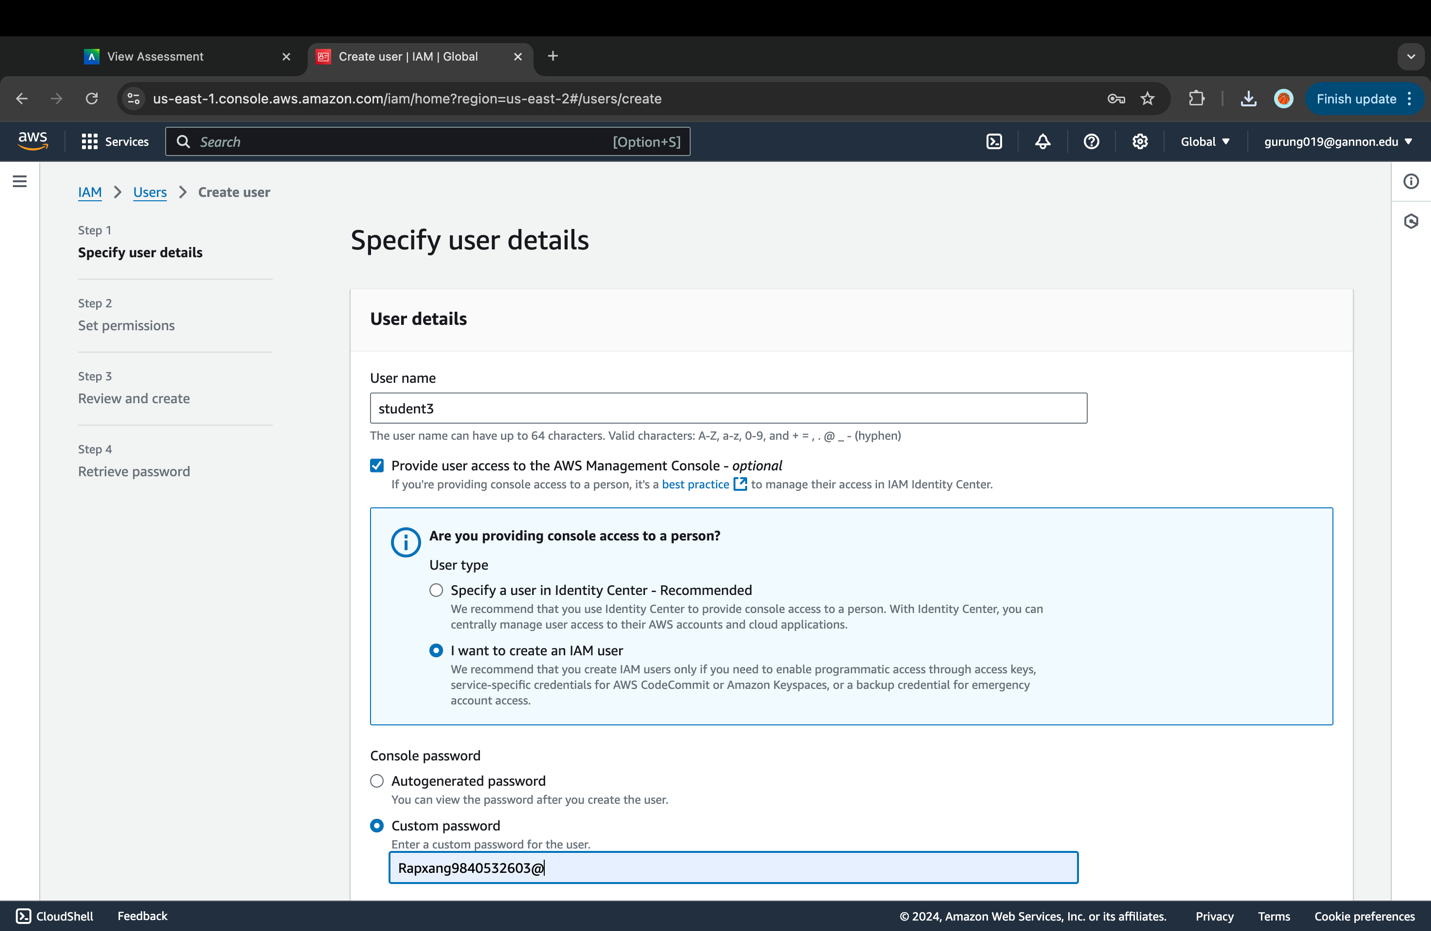 View Assessment
Create user | IAM | Global
us-east-1.console.aws.amazon.com/iam/home?region=us-east-2#/users/create
Finish update
aws
Services
Search
[Option+S]
Global
gurung019@gannon.edu
IAM
Users
Create user
Step 1
Specify user details
Step 2
Set permissions
Step 3
Review and create
Step 4
Retrieve password
Specify user details
User details
User name
student3
The user name can have up to 64 characters. Valid characters: A-Z, a-z, 0-9, and + = , . @ _ - (hyphen)
Provide user access to the AWS Management Console - optional
If you're providing console access to a person, it's a best practice to manage their access in IAM Identity Center.
Are you providing console access to a person?
User type
Specify a user in Identity Center - Recommended
We recommend that you use Identity Center to provide console access to a person. With Identity Center, you can
centrally manage user access to their AWS accounts and cloud applications.
I want to create an IAM user
We recommend that you create IAM users only if you need to enable programmatic access through access keys,
service-specific credentials for AWS CodeCommit or Amazon Keyspaces, or a backup credential for emergency
account access.
Console password
Autogenerated password
You can view the password after you create the user.
Custom password
Enter a custom password for the user.
Rapxang9840532603@
CloudShell
Feedback
© 2024, Amazon Web Services, Inc. or its affiliates.
Privacy
Terms
Cookie preferences